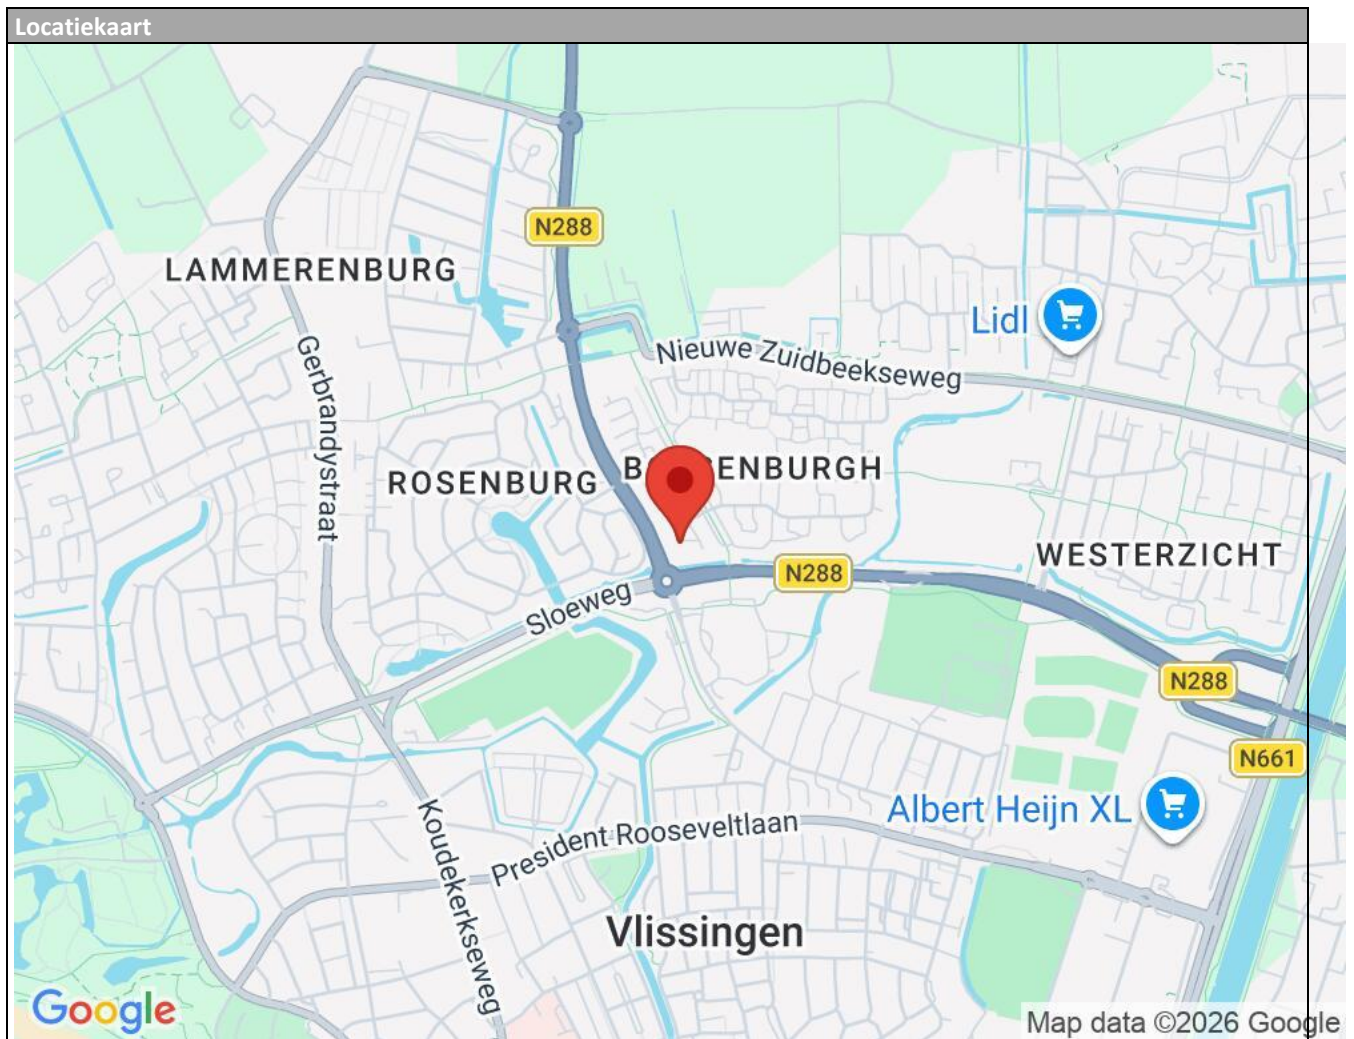 Locatiekaart
N288
LAMMERENBURG
Lidl
Nieuwe Zuidbeekseweg
Gerbrandystraat
ROSENBURG
WESTERZICHT
N288
Sloeweg
N288
N661
Albert Heijn XL
President Rooseveltlaan
Koudekerkseweg
Vlissingen
Google
Map data ©2026 Google